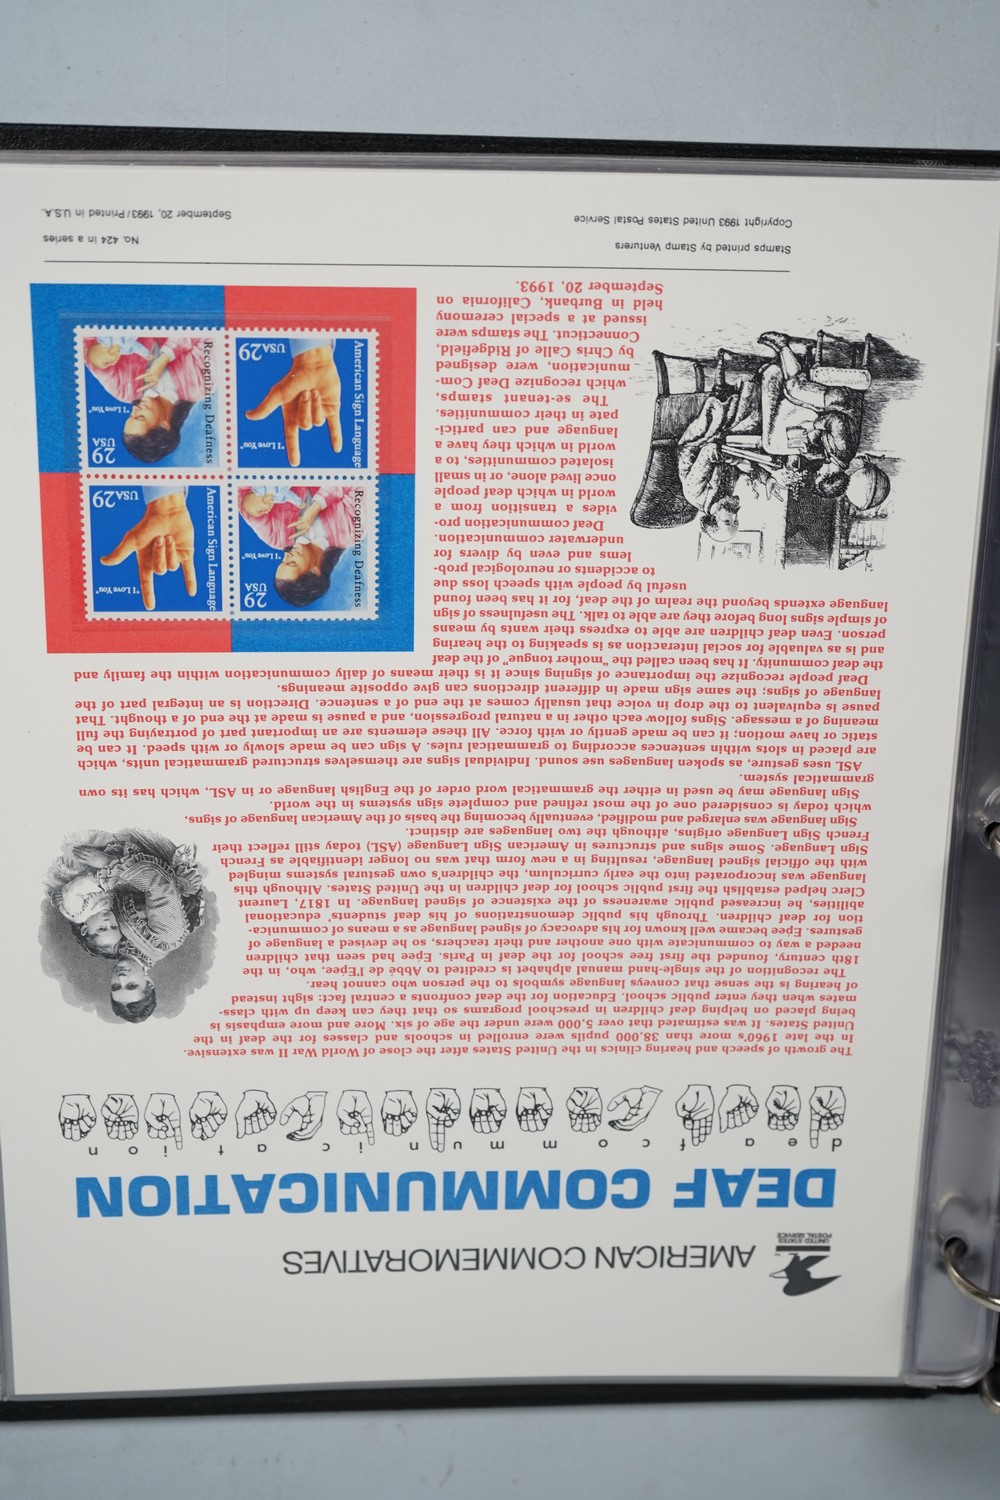 UNITED STATES
POSTAL SERVICE
AMERICAN COMMEMORATIVES
DEAF COMMUNICATION
d e a f c o m m u n i c a t i o n
The growth of speech and hearing clinics in the United States after the close of World War II was extensive.
In the late 1960's more than 38,000 pupils were enrolled in schools and classes for the deaf in the
United States. It was estimated that over 5,000 were under the age of six. More and more emphasis is
being placed on helping deaf children in preschool programs so that they can keep up with class-
mates when they enter public school. Education for the deaf confronts a central fact: sight instead
of hearing is the sense that conveys language symbols to the person who cannot hear.
The recognition of the single-hand manual alphabet is credited to Abbé de l'Epée, who, in the
18th century, founded the first free school for the deaf in Paris. Epée had seen that children
needed a way to communicate with one another and their teachers, so he devised a language of
gestures. Epée became well known for his advocacy of signed language as a means of communica-
tion for deaf children. Through his public demonstrations of his deaf students' educational
abilities, he increased public awareness of the existence of signed language. In 1817, Laurent
Clerc helped establish the first public school for deaf children in the United States. Although this
language was incorporated into the early curriculum, the children's own gestural systems mingled
with the official signed language, resulting in a new form that was no longer identifiable as French
Sign Language. Some signs and structures in American Sign Language (ASL) today still reflect their
French Sign Language origins, although the two languages are distinct.
Sign language was enlarged and modified, eventually becoming the basis of the American language of signs,
which today is considered one of the most refined and complete sign systems in the world.
Sign language may be used in either the grammatical word order of the English language or in ASL, which has its own
grammatical system.
ASL uses gesture, as spoken languages use sound. Individual signs are themselves structured grammatical units, which
are placed in slots within sentences according to grammatical rules. A sign can be made slowly or with speed. It can be
static or have motion; it can be made gently or with force. All these elements are an important part of portraying the full
meaning of a message. Signs follow each other in a natural progression, and a pause is made at the end of a thought. That
pause is equivalent to the drop in voice that usually comes at the end of a sentence. Direction is an integral part of the
language of signs; the same sign made in different directions can give opposite meanings.
Deaf people recognize the importance of signing since it is their means of daily communication within the family and
the deaf community. It has been called the "mother tongue" of the deaf
and is as valuable for social interaction as is speaking to the hearing
person. Even deaf children are able to express their wants by means
of simple signs long before they are able to talk. The usefulness of sign
language extends beyond the realm of the deaf, for it has been found
useful by people with speech loss due
to accidents or neurological prob-
lems and even by divers for
underwater communication.
Deaf communication pro-
vides a transition from a
world in which deaf people
once lived alone, or in small
isolated communities, to a
world in which they have a
language and can partici-
pate in their communities.
The se-tenant stamps,
which recognize Deaf Com-
munication, were designed
by Chris Calle of Ridgefield,
Connecticut. The stamps were
issued at a special ceremony
held in Burbank, California on
September 20, 1993.
Recognizing Deafness
29
USA
"I Love You"
American Sign Language
USA29
"I Love You"
American Sign Language
USA29
"I Love You"
Recognizing Deafness
29
USA
"I Love You"
Stamps printed by Stamp Venturers
No. 424 in a series
Copyright 1993 United States Postal Service
September 20, 1993/Printed in U.S.A.